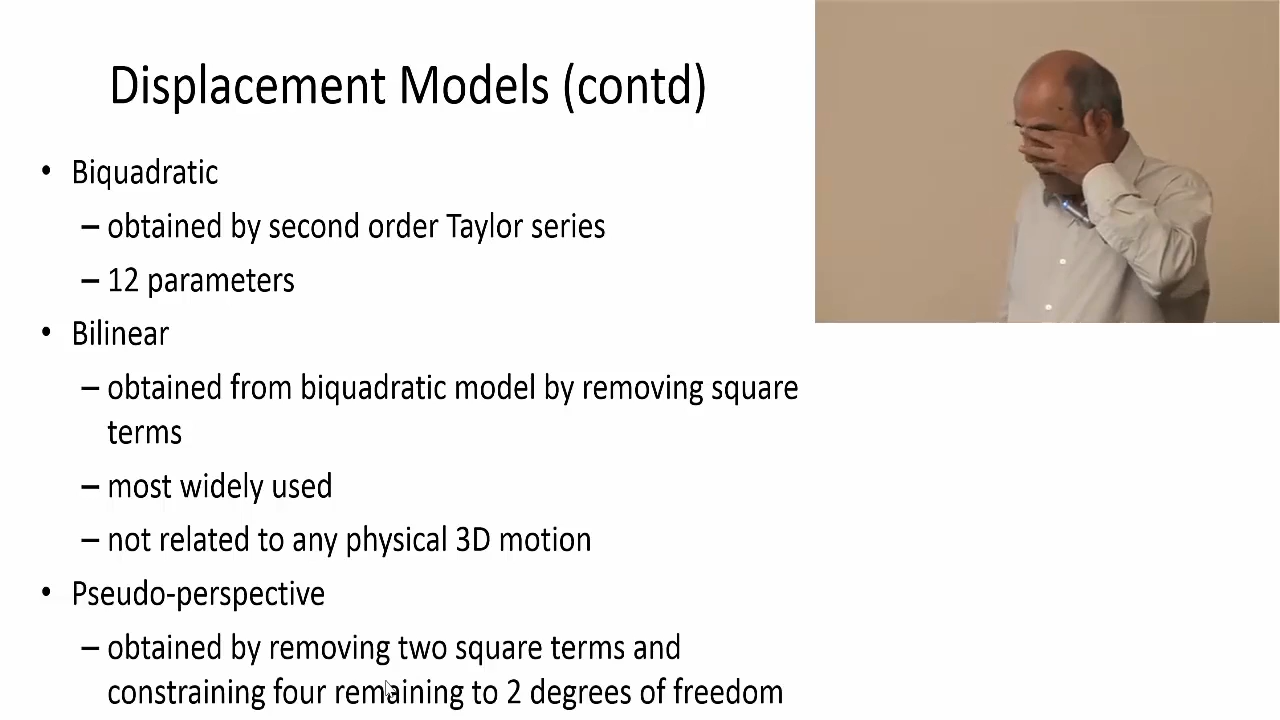 Displacement Models (contd)
• Biquadratic
– obtained by second order Taylor series
– 12 parameters
• Bilinear
– obtained from biquadratic model by removing square
terms
– most widely used
– not related to any physical 3D motion
• Pseudo-perspective
– obtained by removing two square terms and
constraining four remaining to 2 degrees of freedom